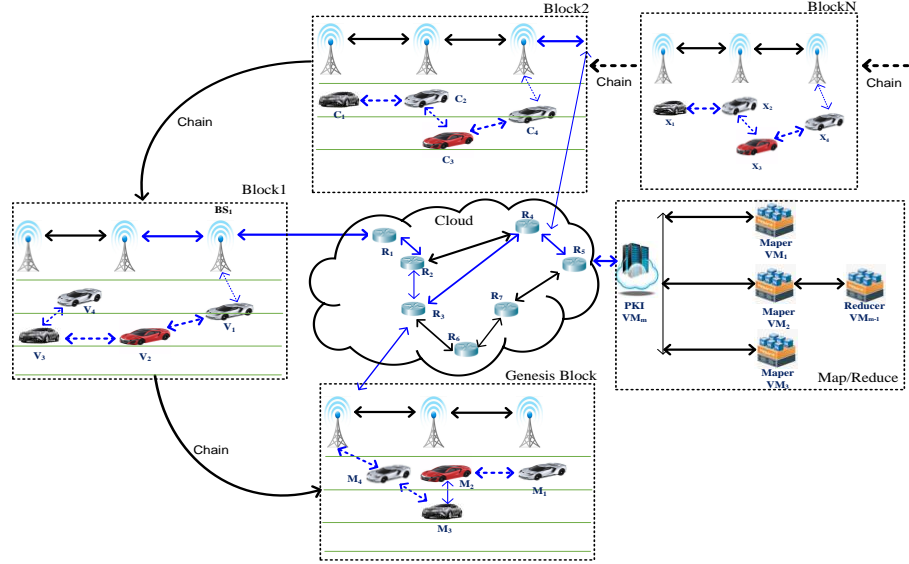 Block2
BlockN
C₁
C₂
C₃
C₄
Chain
X₁
X₂
X₃
X₄
Chain
Chain
Block1
BS₁
V₄
V₁
V₃
V₂
Cloud
R₁
R₂
R₃
R₄
R₅
R₆
R₇
PKI
VMₘ
Maper
VM₁
Maper
VM₂
Reducer
VMₘ₋₁
Maper
VM₃
Map/Reduce
Chain
Genesis Block
M₄
M₂
M₁
M₃